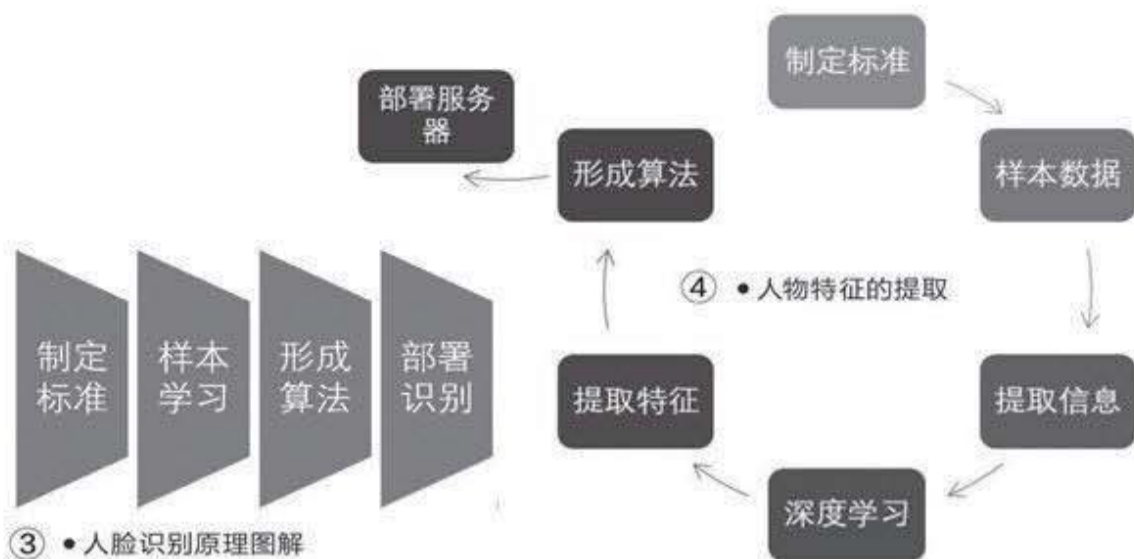 制定
标准
样本
学习
形成
算法
部署
识别
③ • 人脸识别原理图解
制定标准
样本数据
提取信息
深度学习
提取特征
形成算法
部署服务
器
④ • 人物特征的提取